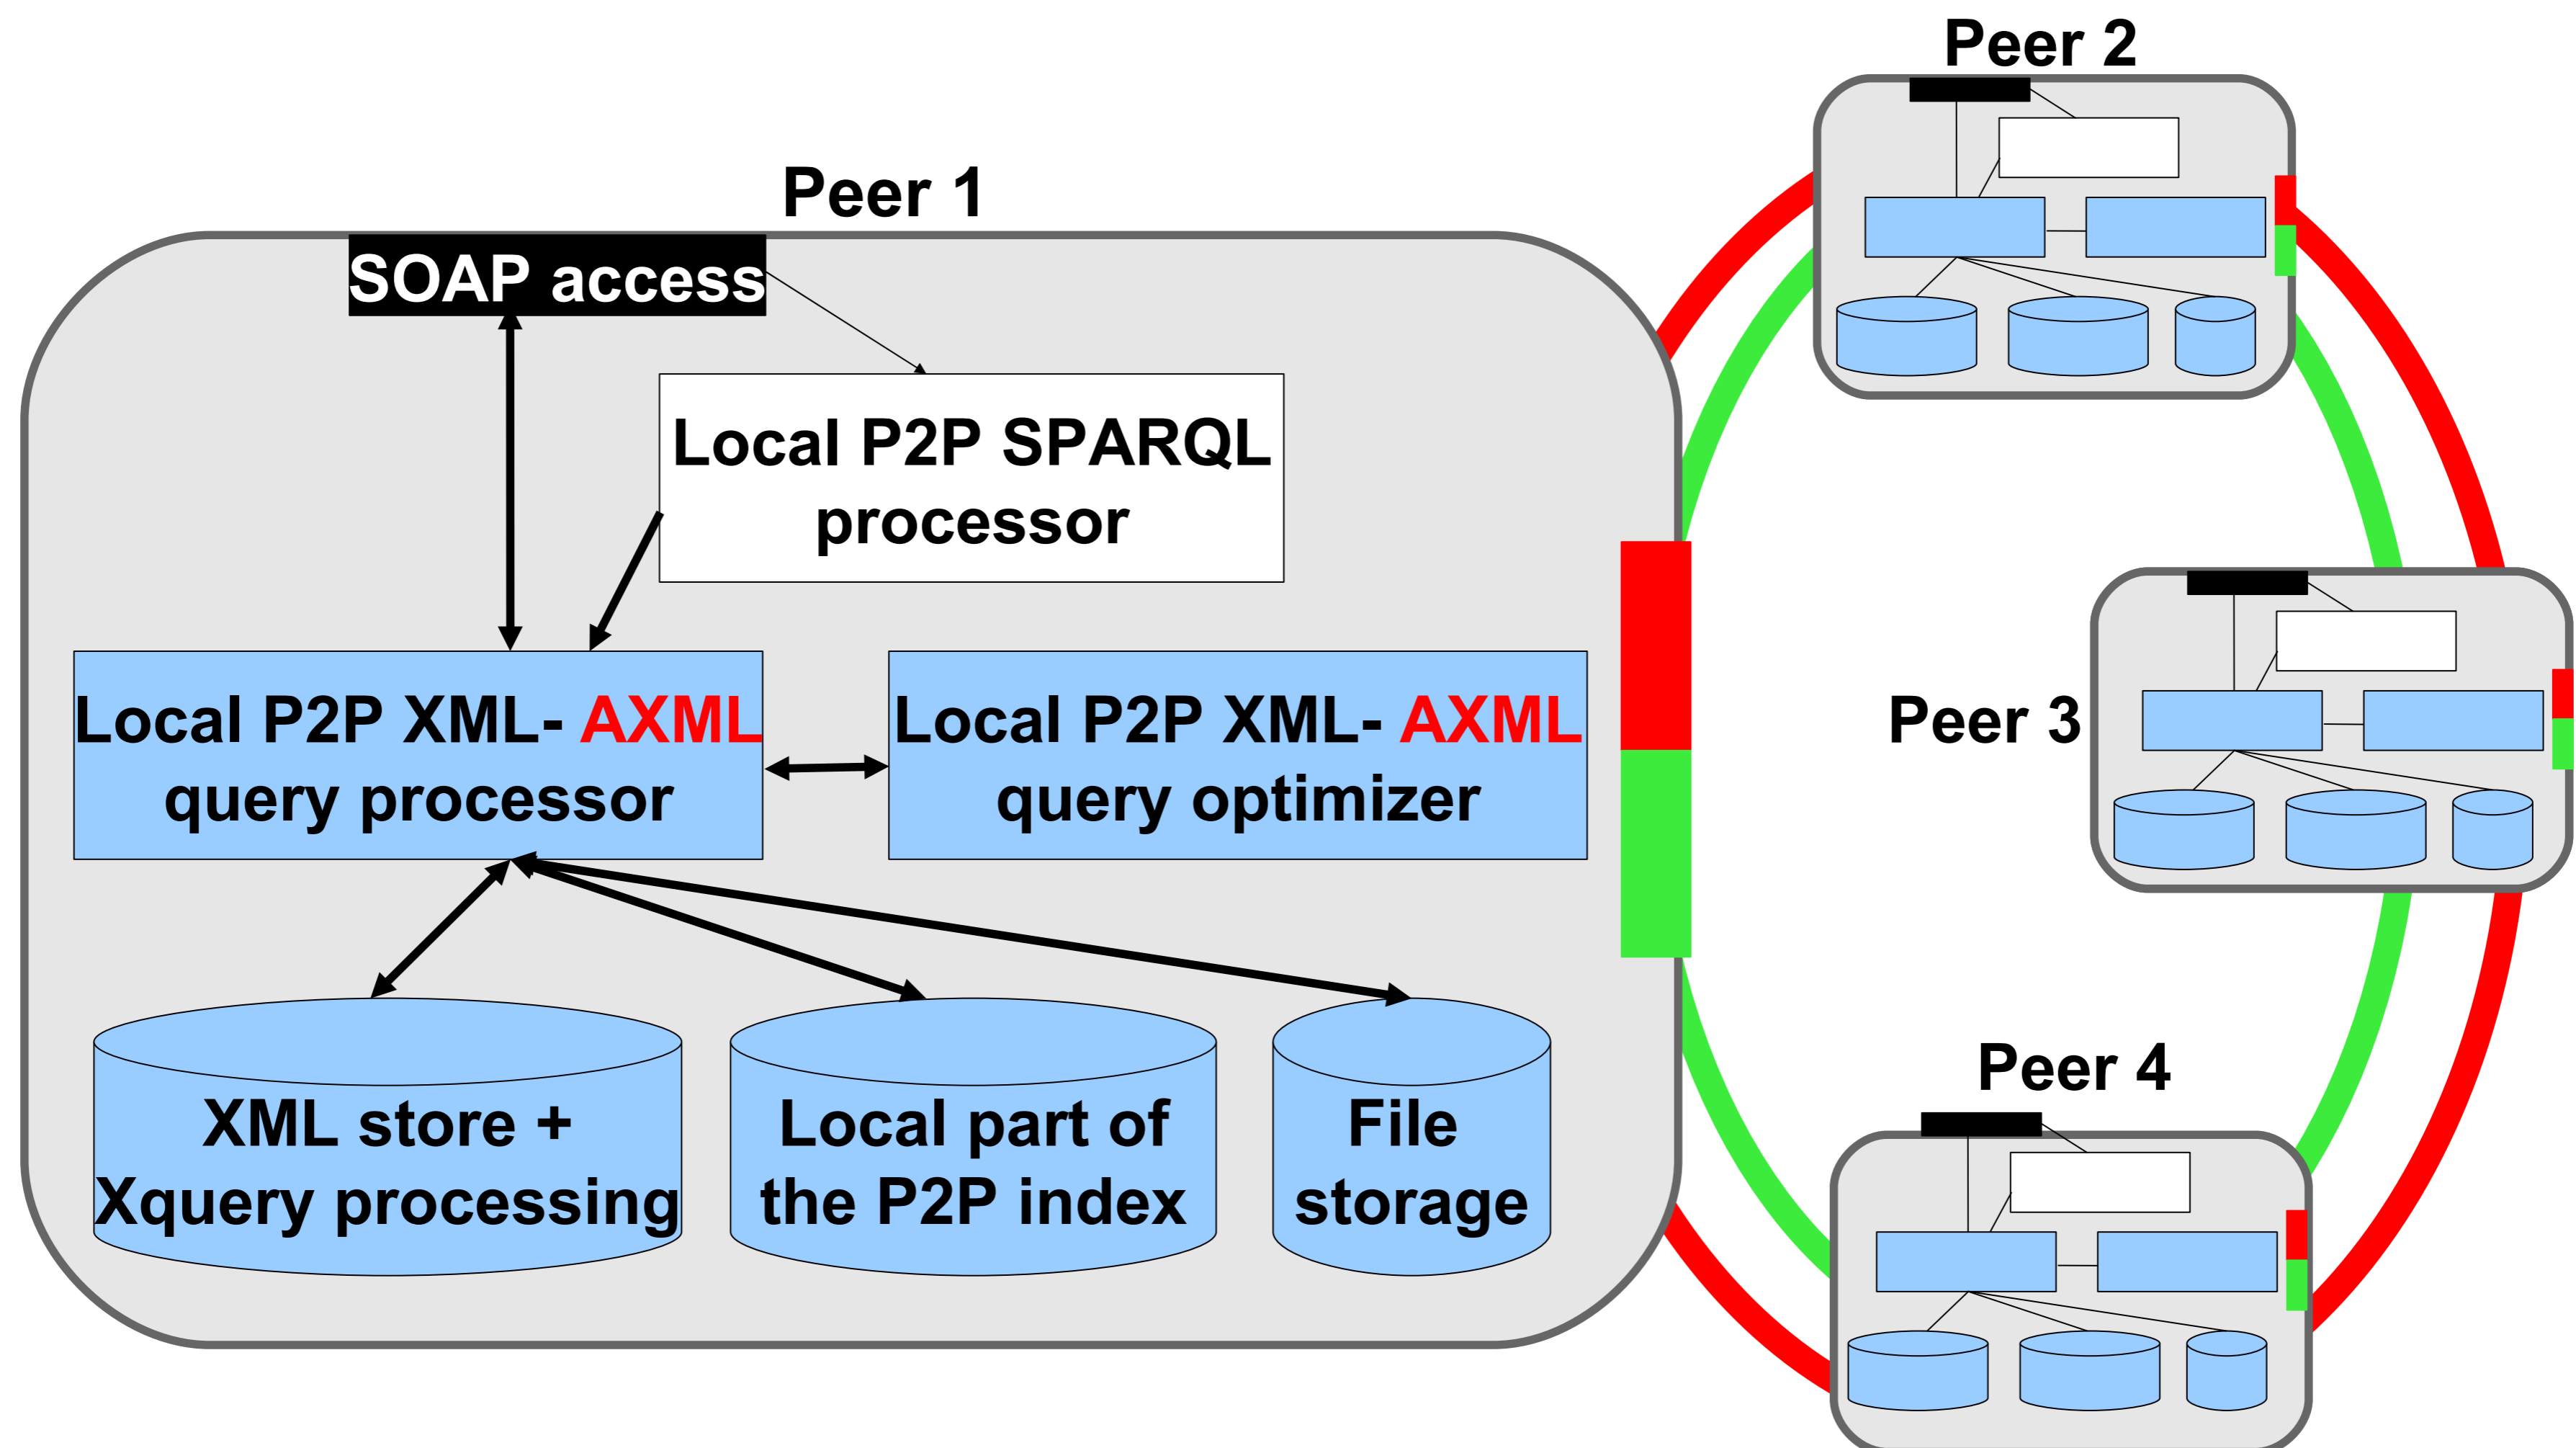 Peer 2
Peer 1
SOAP access
Local P2P SPARQL
processor
Local P2P XML- AXML
query processor
Local P2P XML- AXML
query optimizer
Peer 3
XML store +
Xquery processing
Local part of
the P2P index
File
storage
Peer 4